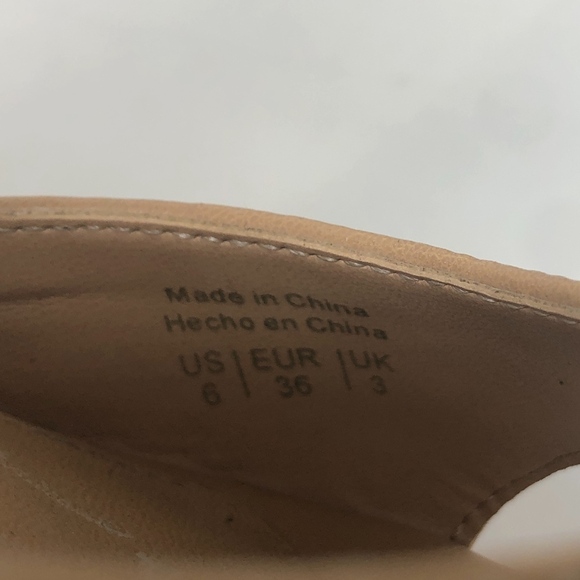 Made in China
Hecho en China
US | EUR | UK
6 | 36 | 3